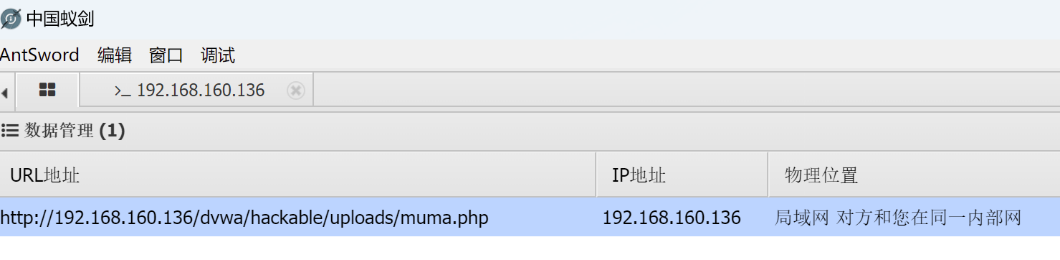 中国蚁剑
AntSword 编辑 窗口 调试
>_ 192.168.160.136
数据管理 (1)
URL地址 IP地址 物理位置
http://192.168.160.136/dvwa/hackable/uploads/muma.php 192.168.160.136 局域网 对方和您在同一内部网